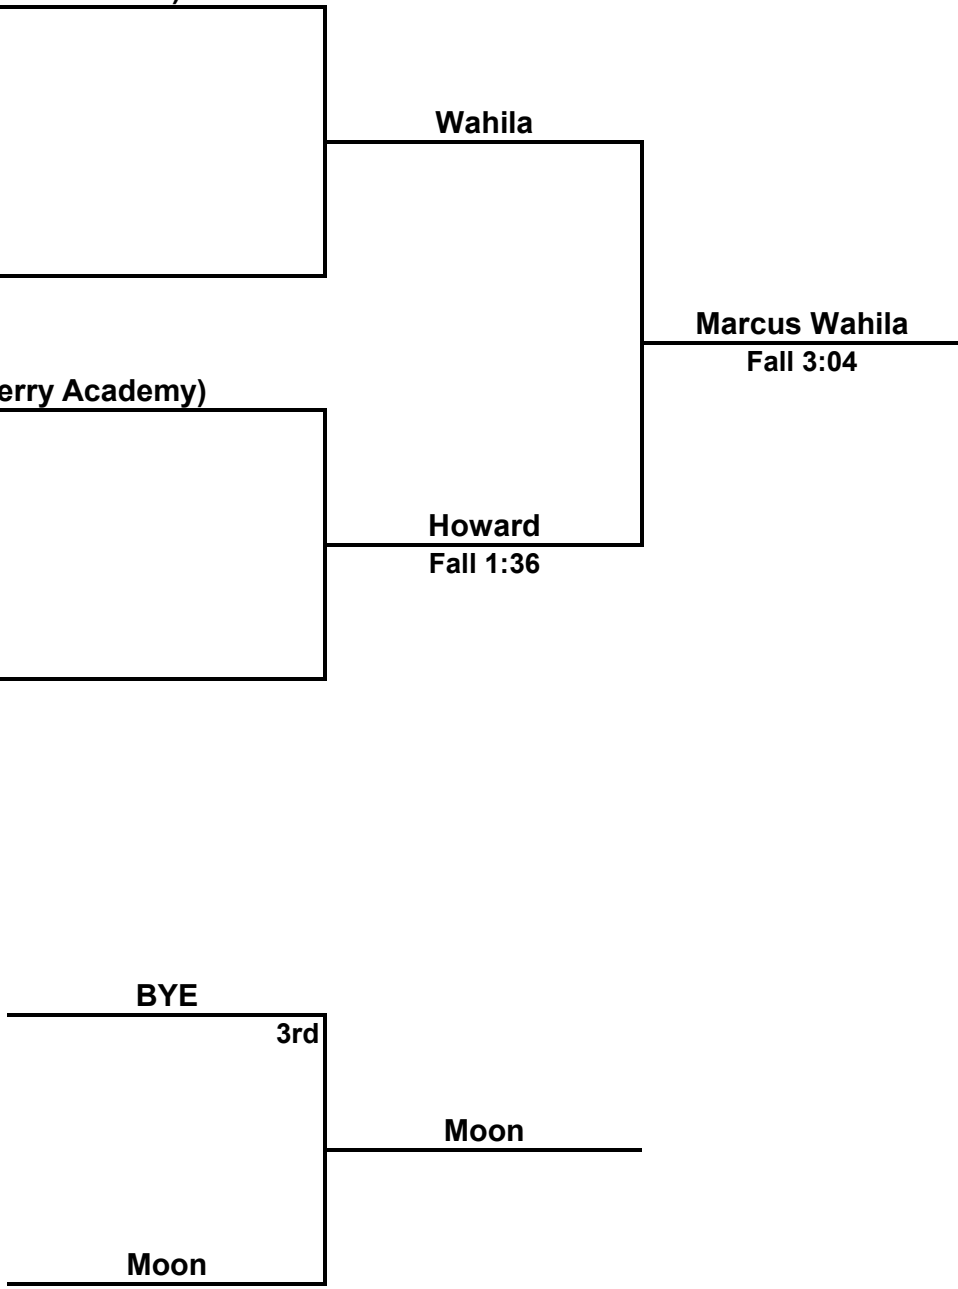 Wahila
Marcus Wahila
Fall 3:04
erry Academy)
Howard
Fall 1:36
BYE
3rd
Moon
Moon